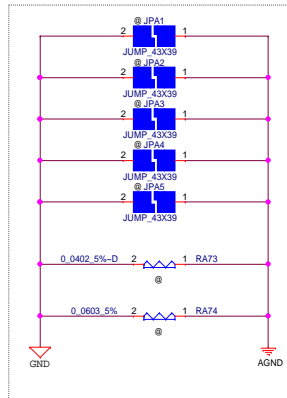 @ JPA1
2 1
JUMP_43X39
@ JPA2
2 1
JUMP_43X39
@ JPA3
2 1
JUMP_43X39
@ JPA4
2 1
JUMP_43X39
@ JPA5
2 1
JUMP_43X39
0_0402_5%~D 2 1 RA73
@
0_0603_5% 2 1 RA74
@
GND AGND